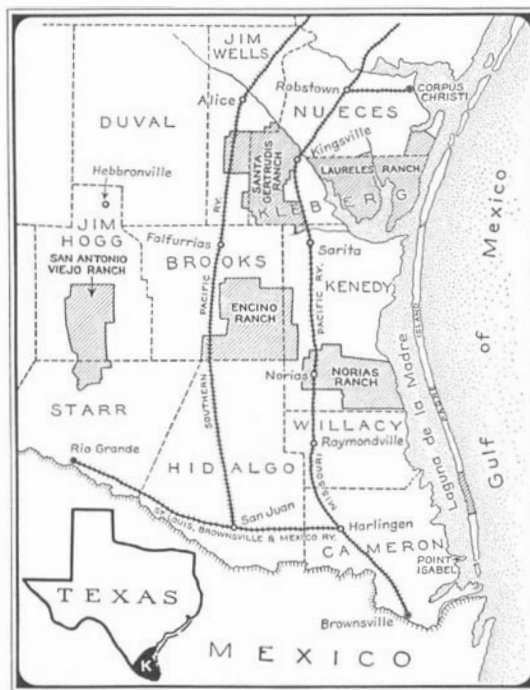 JIM
WELLS
Robstown
CORPUS
CHRISTI
Alice
NUECES
DUVAL
Kingsville
SANTA
GERTRUDIS
RANCH
LAURELES RANCH
Hebbronville
KLEBERG
JIM
HOGG
RY.
Falfurrias
Sarita
SAN ANTONIO
VIEJO RANCH
BROOKS
KENEDY
PACIFIC
PACIFIC RY.
ENCINO
RANCH
Gulf of Mexico
Laguna de la Madre
PADRE ISLAND
Norias
NORIAS
RANCH
SOUTHERN
STARR
WILLACY
Raymondville
Rio Grande
HIDALGO
MISSOURI
San Juan
Harlingen
ST. LOUIS, BROWNSVILLE & MEXICO RY.
CAMERON
POINT
ISABEL
TEXAS
Brownsville
K
MEXICO